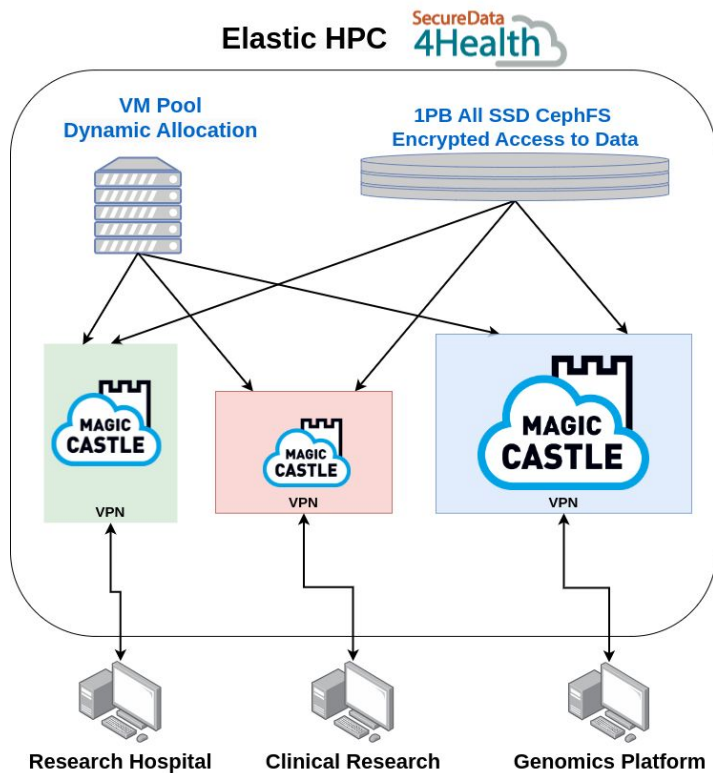 Elastic HPC
SecureData
4Health
VM Pool
Dynamic Allocation
1PB All SSD CephFS
Encrypted Access to Data
MAGIC
CASTLE
VPN
MAGIC
CASTLE
VPN
MAGIC
CASTLE
VPN
Research Hospital
Clinical Research
Genomics Platform